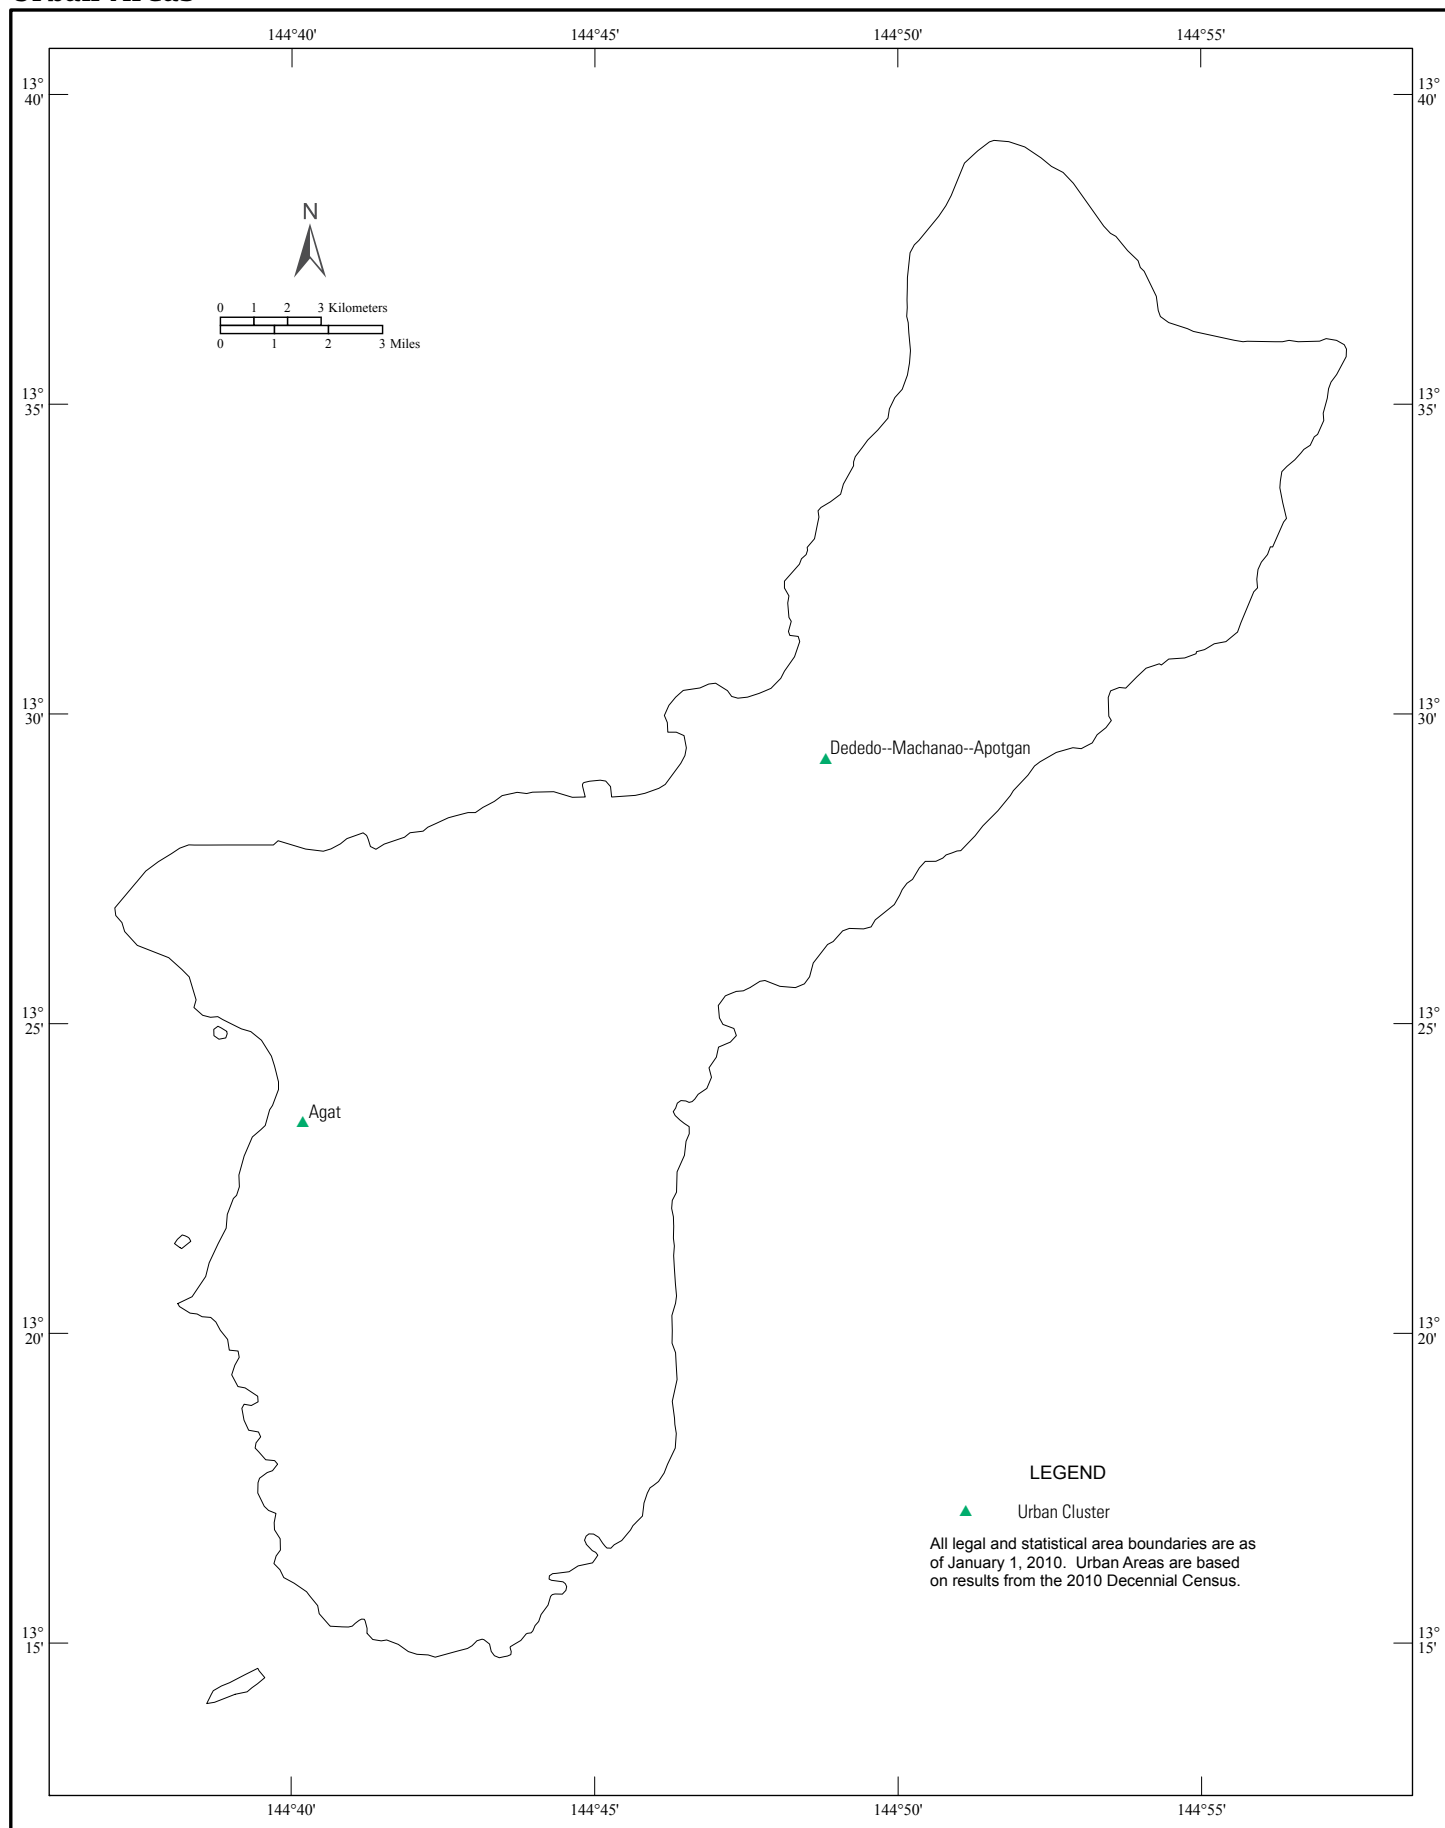 Urban Areas
144°40' 144°45' 144°50' 144°55'
13° 13°
40' 40'
N
0 1 2 3 Kilometers
0 1 2 3 Miles
13° 13°
35' 35'
13° 13°
30' 30'
Dededo--Machanao--Apotgan
13° 13°
25' 25'
Agat
13° 13°
20' 20'
LEGEND
Urban Cluster
All legal and statistical area boundaries are as
of January 1, 2010. Urban Areas are based
on results from the 2010 Decennial Census.
13° 13°
15' 15'
144°40' 144°45' 144°50' 144°55'